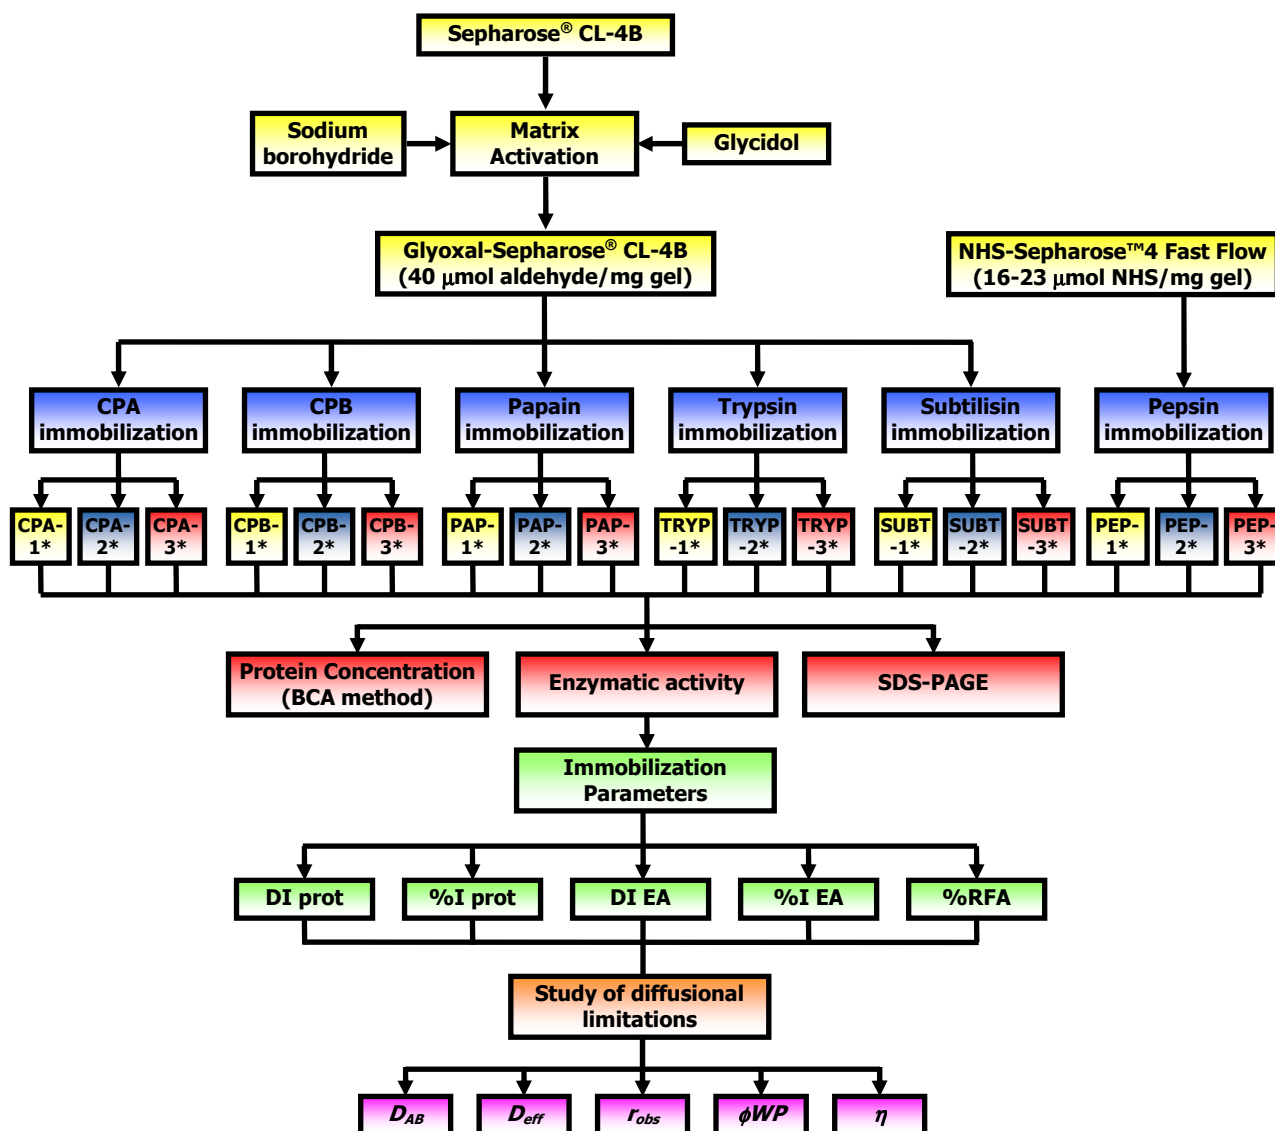 Sepharose® CL-4B
Sodium
borohydride
Matrix
Activation
Glycidol
Glyoxal-Sepharose® CL-4B
(40 μmol aldehyde/mg gel)
NHS-Sepharose™4 Fast Flow
(16-23 μmol NHS/mg gel)
CPA
immobilization
CPB
immobilization
Papain
immobilization
Trypsin
immobilization
Subtilisin
immobilization
Pepsin
immobilization
CPA-
1*
CPA-
2*
CPA-
3*
CPB-
1*
CPB-
2*
CPB-
3*
PAP-
1*
PAP-
2*
PAP-
3*
TRYP
-1*
TRYP
-2*
TRYP
-3*
SUBT
-1*
SUBT
-2*
SUBT
-3*
PEP-
1*
PEP-
2*
PEP-
3*
Protein Concentration
(BCA method)
Enzymatic activity
SDS-PAGE
Immobilization
Parameters
DI prot
%I prot
DI EA
%I EA
%RFA
Study of diffusional
limitations
D_AB
D_eff
r_obs
ϕWP
η